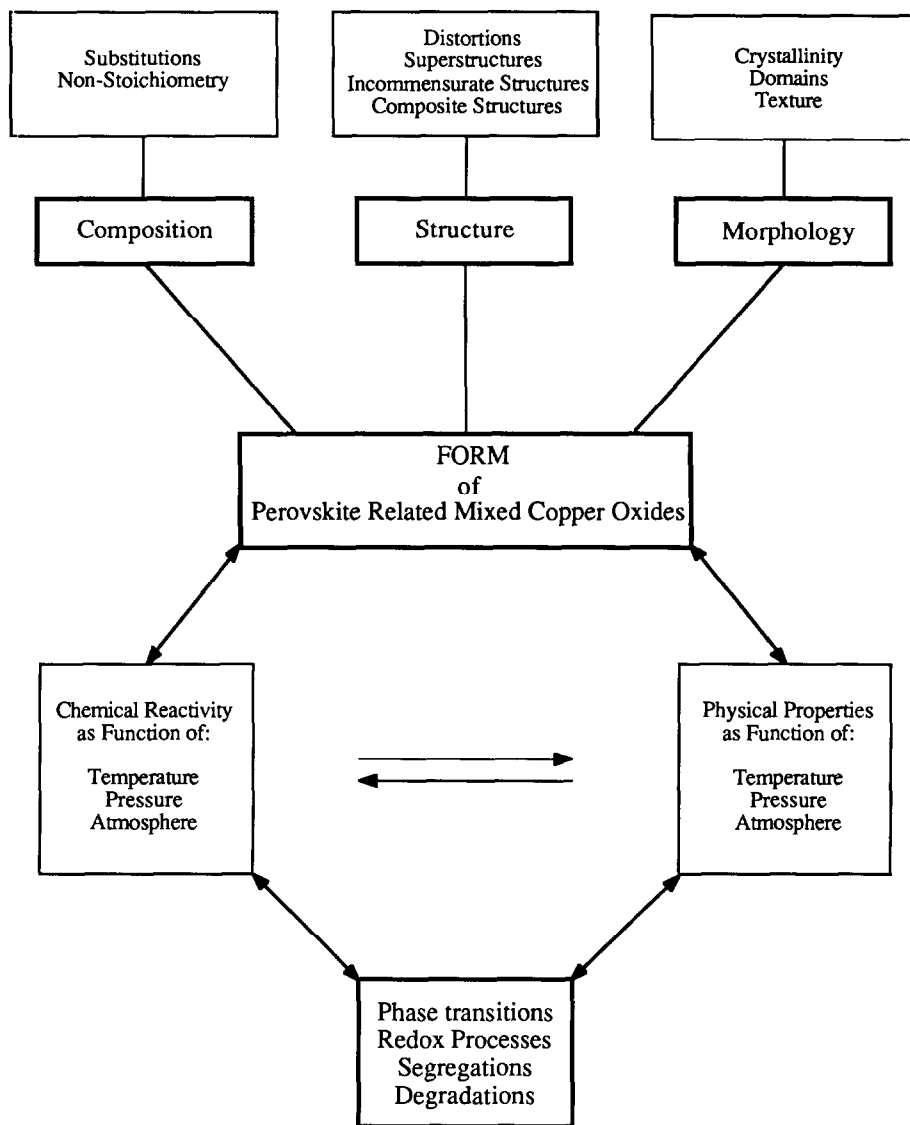 Substitutions
Non-Stoichiometry
Distortions
Superstructures
Incommensurate Structures
Composite Structures
Crystallinity
Domains
Texture
Composition
Structure
Morphology
FORM
of
Perovskite Related Mixed Copper Oxides
Chemical Reactivity
as Function of:
Temperature
Pressure
Atmosphere
Physical Properties
as Function of:
Temperature
Pressure
Atmosphere
Phase transitions
Redox Processes
Segregations
Degradations